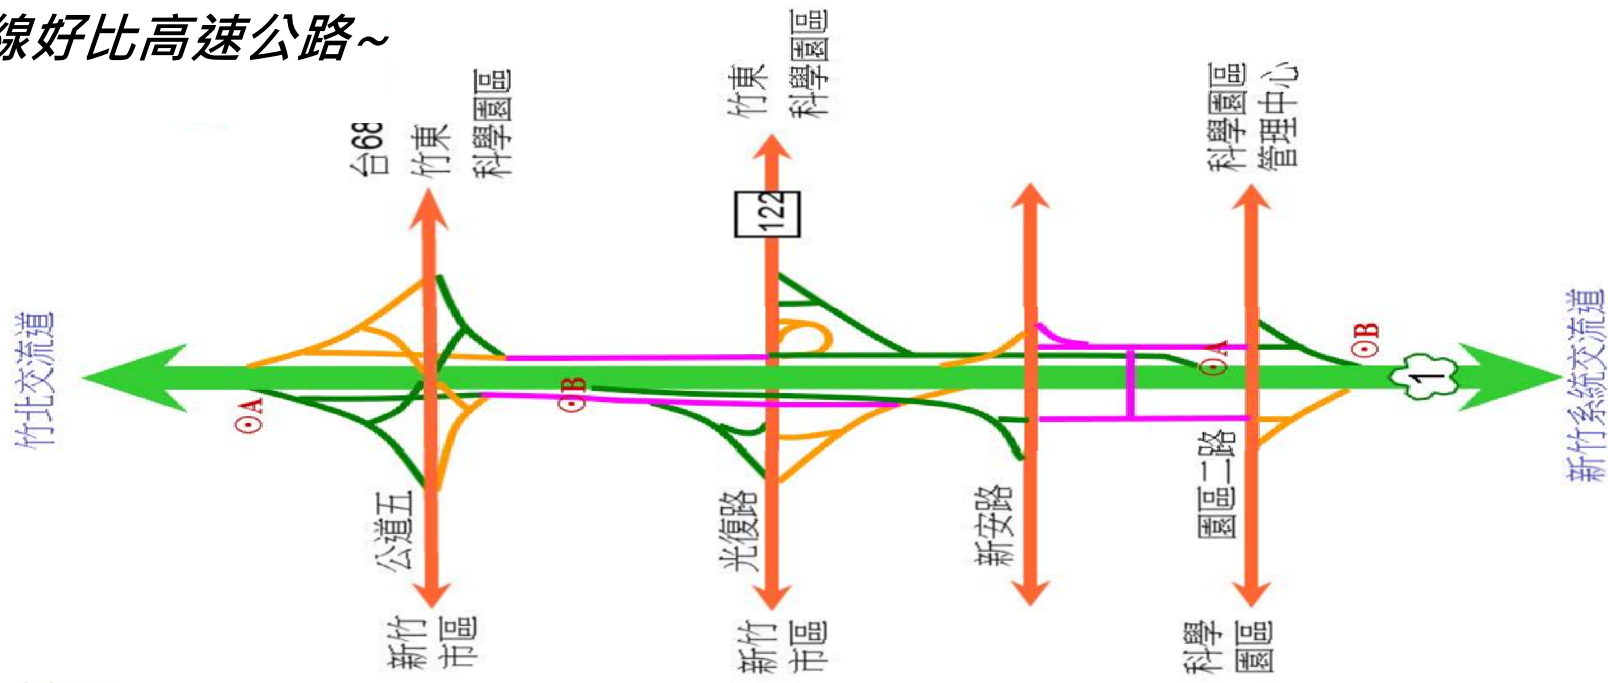 線好比高速公路~
台68
竹東
科學園區
竹東
科學園區
科學園區
管理中心
122
竹北交流道
A
B
A
B
1
新竹系統交流道
公道五
光復路
新安路
園區二路
新竹
市區
新竹
市區
科學
園區